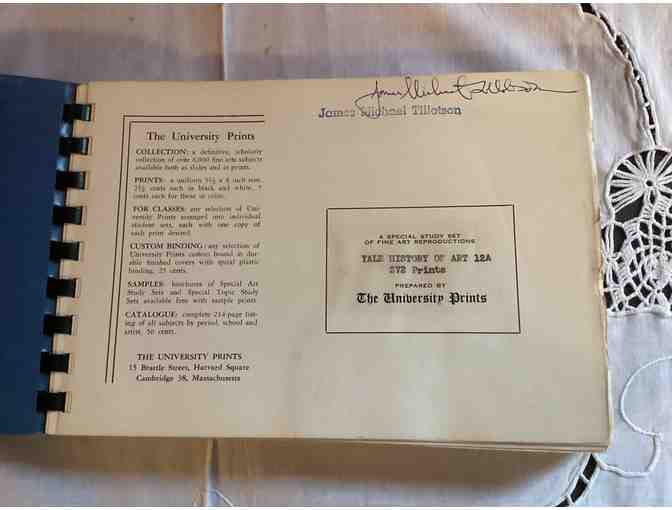 The University Prints
COLLECTION: a definitive, scholarly
collection of over 6,000 fine arts subjects
available both as slides and as prints.
PRINTS: a uniform 5½ x 8 inch size,
2½ cents each in black and white, 7
cents each for those in color.
FOR CLASSES: any selection of Uni-
versity Prints arranged into individual
student sets, each with one copy of
each print desired.
CUSTOM BINDING: any selection of
University Prints custom bound in dur-
able finished covers with spiral plastic
binding, 25 cents.
SAMPLES: brochures of Special Art
Study Sets and Special Topic Study
Sets available free with sample prints.
CATALOGUE: complete 214-page list-
ing of all subjects by period, school and
artist, 50 cents.
THE UNIVERSITY PRINTS
15 Brattle Street, Harvard Square
Cambridge 38, Massachusetts
James Michael Tillotson
James Michael Tillotson
A SPECIAL STUDY SET
OF FINE ART REPRODUCTIONS
YALE HISTORY OF ART 12A
SVS Prints
PREPARED BY
The University Prints